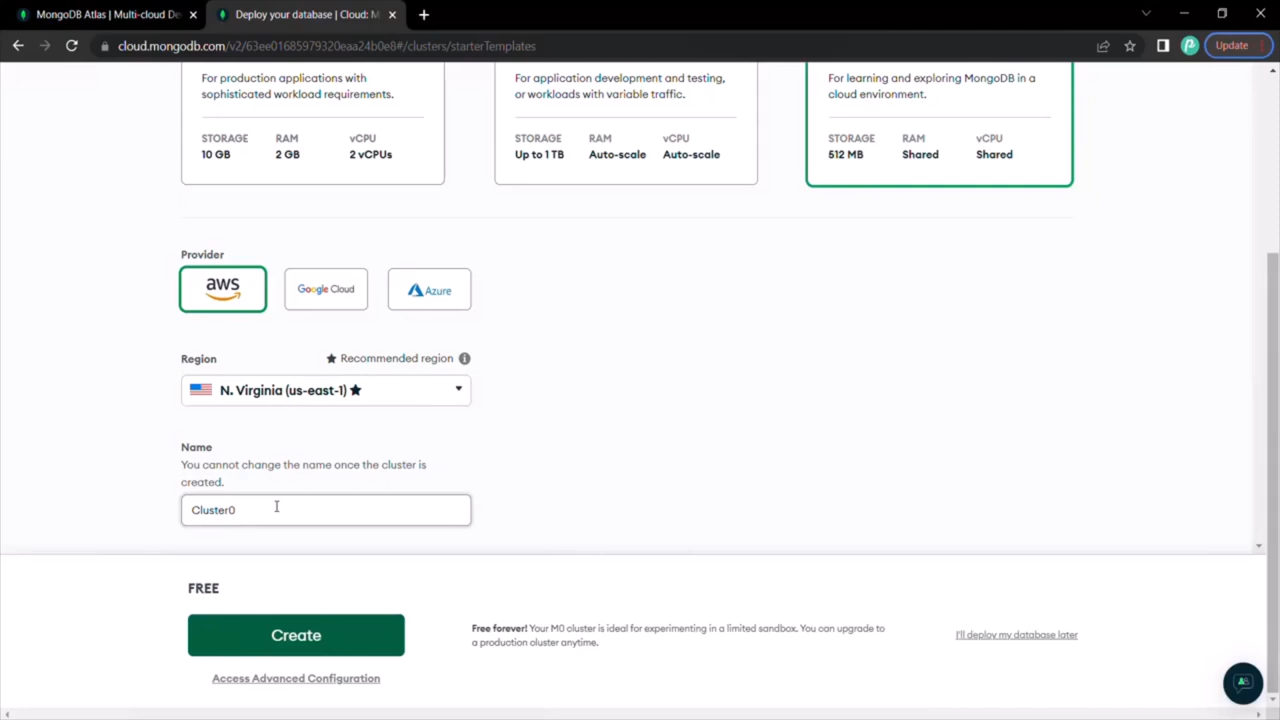 MongoDB Atlas | Multi-cloud De
Deploy your database | Cloud: M
cloud.mongodb.com/v2/63ee01685979320eaa24b0e8#/clusters/starterTemplates
Update
For production applications with
sophisticated workload requirements.
STORAGE RAM vCPU
10 GB 2 GB 2 vCPUs
For application development and testing,
or workloads with variable traffic.
STORAGE RAM vCPU
Up to 1 TB Auto-scale Auto-scale
For learning and exploring MongoDB in a
cloud environment.
STORAGE RAM vCPU
512 MB Shared Shared
Provider
aws
Google Cloud
Azure
Region
★ Recommended region
N. Virginia (us-east-1) ★
Name
You cannot change the name once the cluster is
created.
Cluster0
FREE
Create
Access Advanced Configuration
Free forever! Your M0 cluster is ideal for experimenting in a limited sandbox. You can upgrade to
a production cluster anytime.
I'll deploy my database later